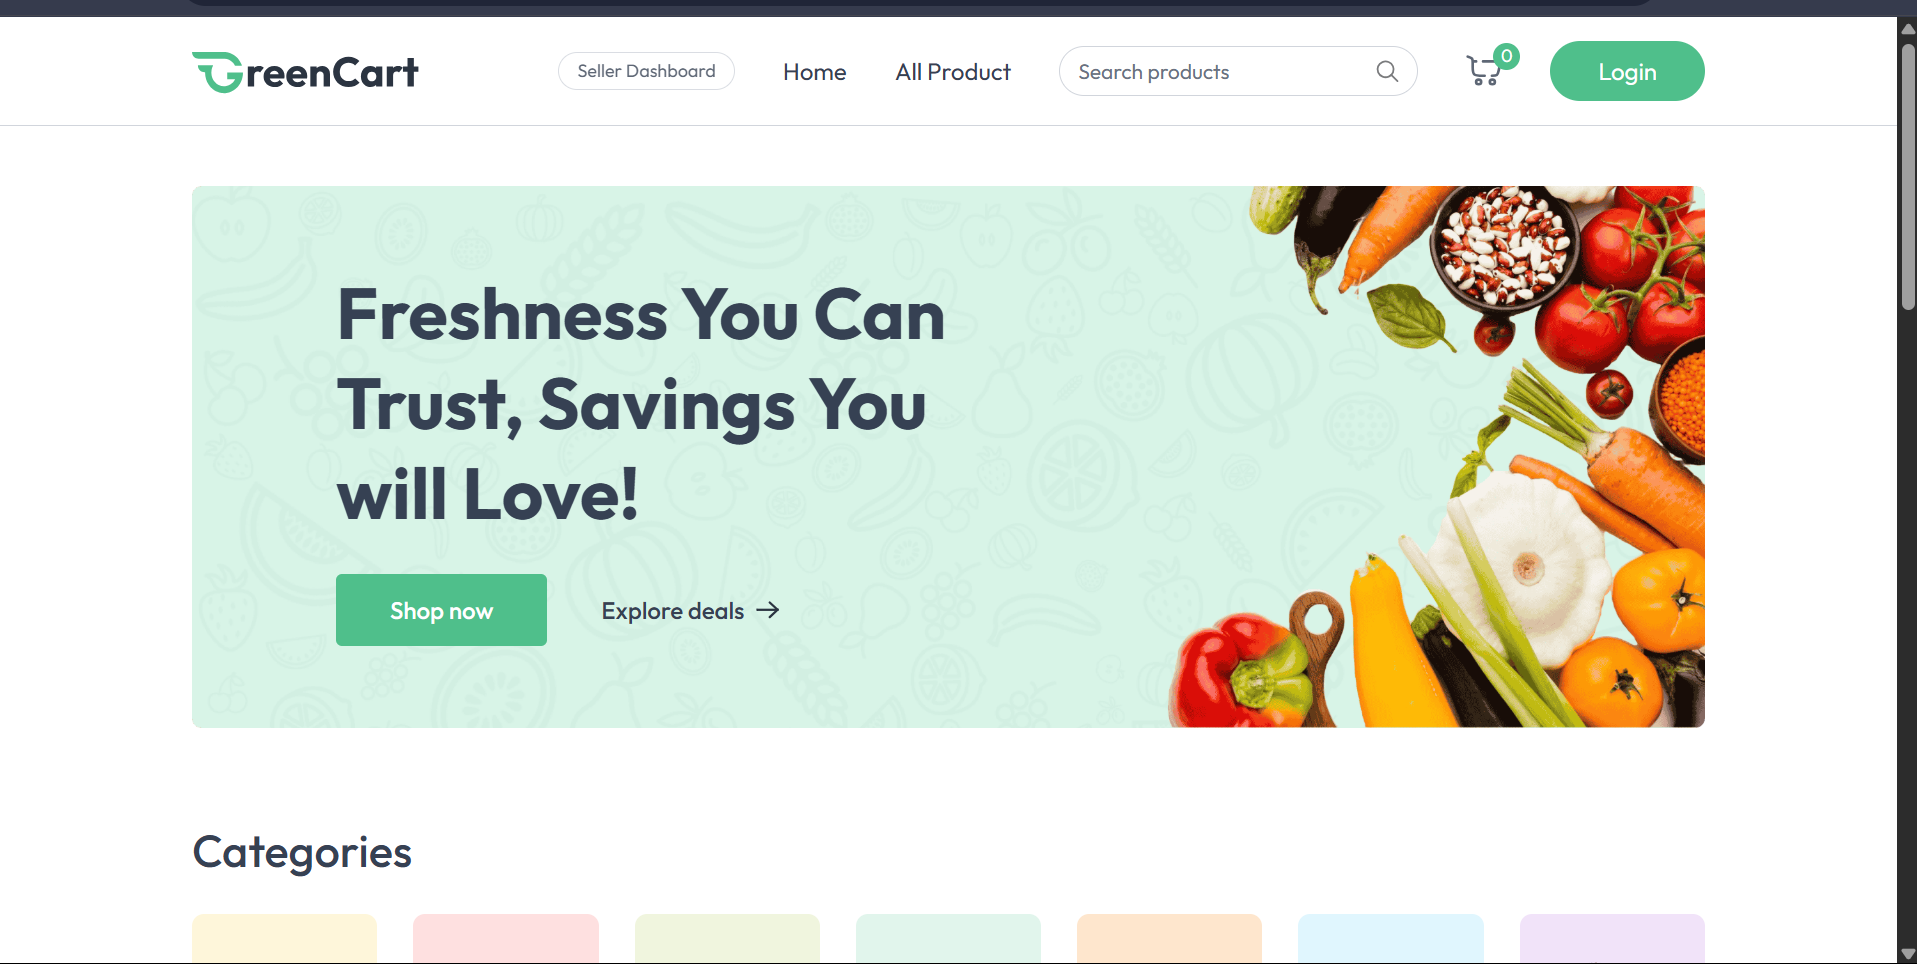 GreenCart
Seller Dashboard
Home
All Product
Search products
0
Login
Freshness You Can
Trust, Savings You
will Love!
Shop now
Explore deals
Categories